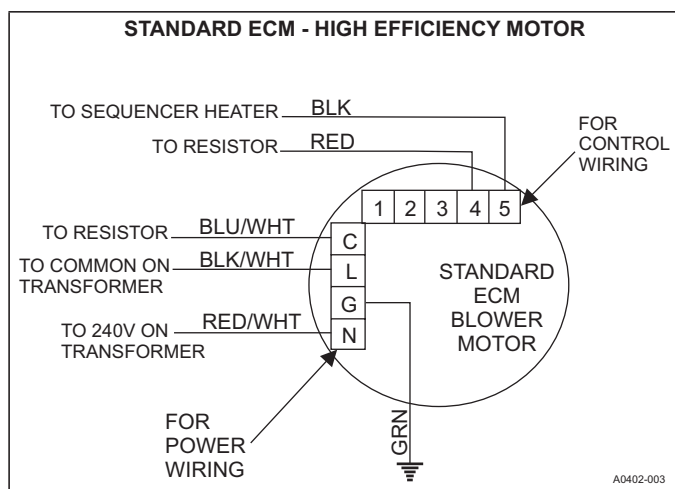 STANDARD ECM - HIGH EFFICIENCY MOTOR
TO SEQUENCER HEATER BLK
TO RESISTOR RED
FOR
CONTROL
WIRING
1 2 3 4 5
TO RESISTOR BLU/WHT
C
TO COMMON ON
TRANSFORMER
BLK/WHT
L
G
TO 240V ON
TRANSFORMER
RED/WHT
N
STANDARD
ECM
BLOWER
MOTOR
FOR
POWER
WIRING
GRN
A0402-003